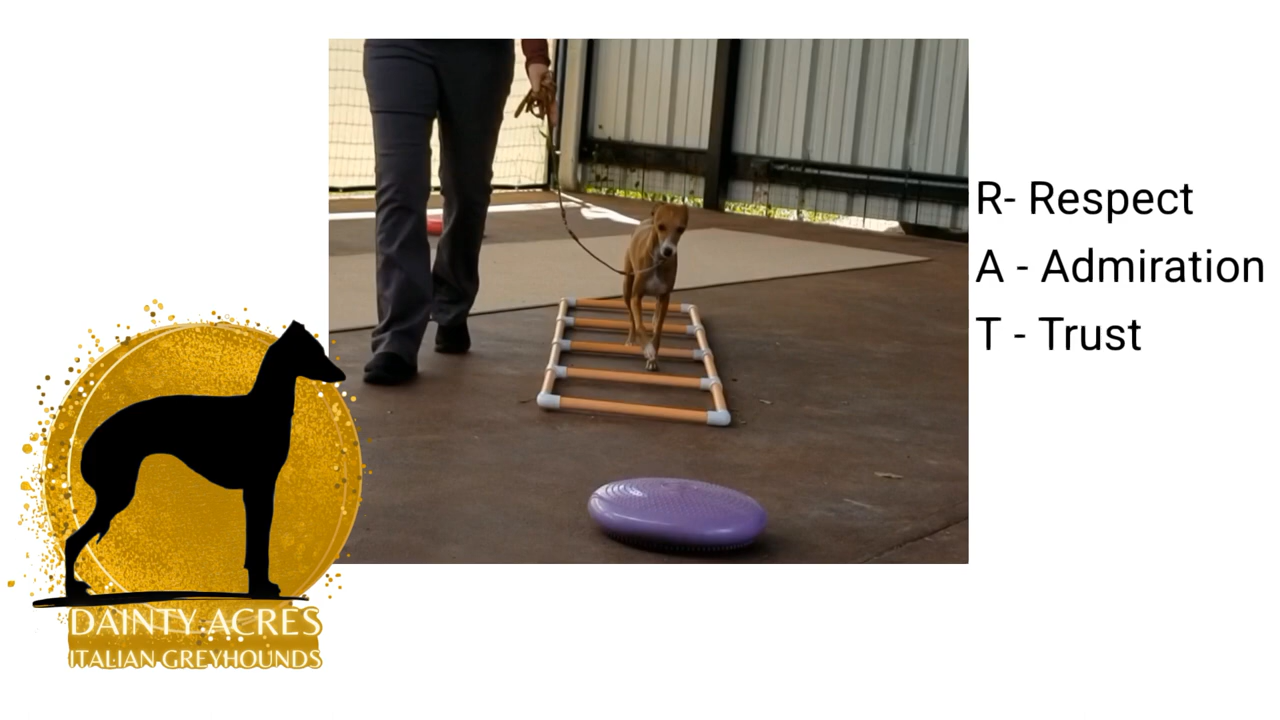 R- Respect
A - Admiration
T - Trust
DAINTY ACRES
ITALIAN GREYHOUNDS